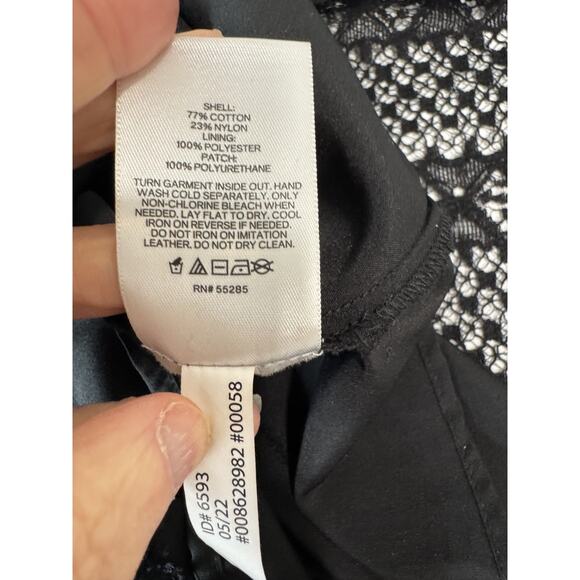 SHELL:
77% COTTON
23% NYLON
LINING:
100% POLYESTER
PATCH:
100% POLYURETHANE
TURN GARMENT INSIDE OUT. HAND
WASH COLD SEPARATELY. ONLY
NON-CHLORINE BLEACH WHEN
NEEDED. LAY FLAT TO DRY. COOL
IRON ON REVERSE IF NEEDED.
DO NOT IRON ON IMITATION
LEATHER. DO NOT DRY CLEAN.
RN# 55285
ID# 6593
05/22
#008628982 #00058